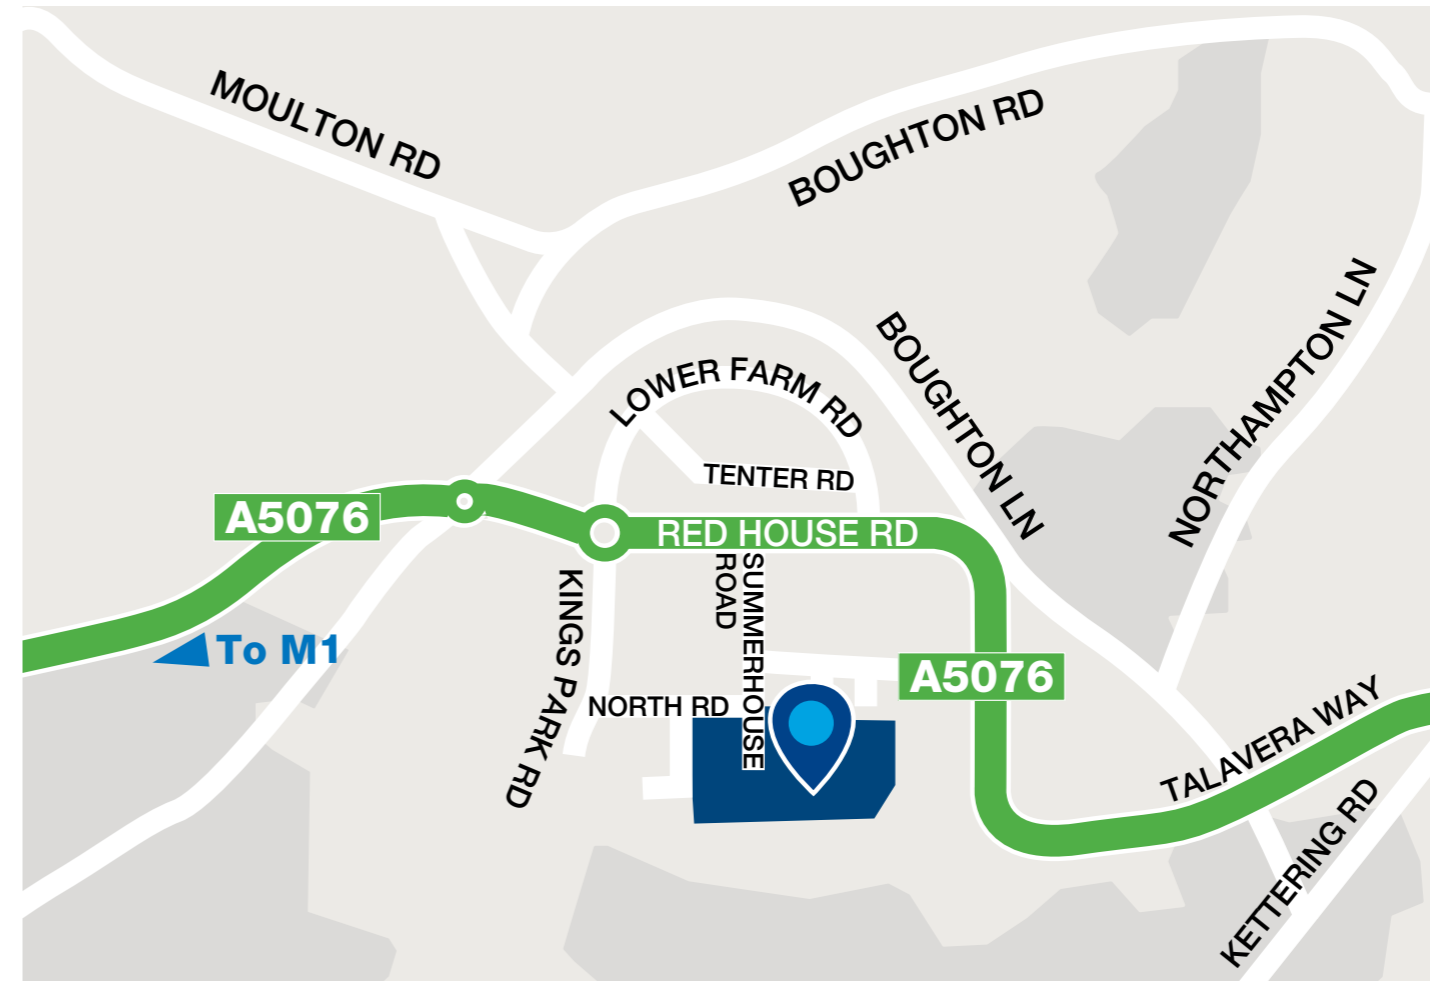 MOULTON RD
BOUGHTON RD
BOUGHTON LN
NORTHAMPTON LN
LOWER FARM RD
TENTER RD
A5076
RED HOUSE RD
SUMMERHOUSE
ROAD
KINGS PARK RD
To M1
A5076
NORTH RD
TALAVERA WAY
KETTERING RD